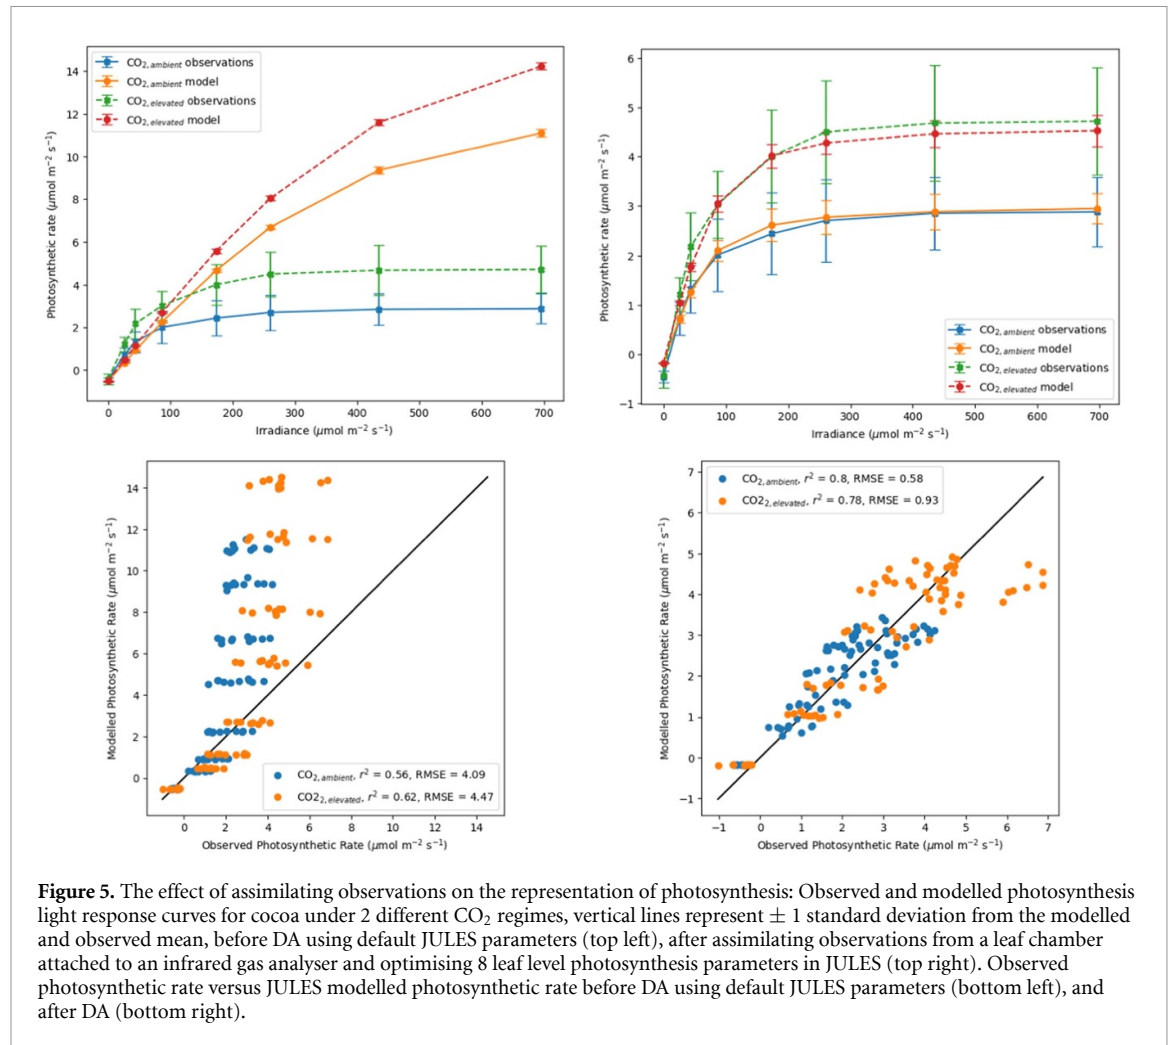 CO2,ambient observations
CO2,ambient model
CO2,elevated observations
CO2,elevated model
Photosynthetic rate (μmol m−2 s−1)
14
12
10
8
6
4
2
0
0 100 200 300 400 500 600 700
Irradiance (μmol m−2 s−1)
Photosynthetic rate (μmol m−2 s−1)
6
5
4
3
2
1
0
−1
CO2,ambient observations
CO2,ambient model
CO2,elevated observations
CO2,elevated model
0 100 200 300 400 500 600 700
Irradiance (μmol m−2 s−1)
Modelled Photosynthetic Rate (μmol m−2 s−1)
14
12
10
8
6
4
2
0
CO2,ambient, r2 = 0.56, RMSE = 4.09
CO22,elevated, r2 = 0.62, RMSE = 4.47
0 2 4 6 8 10 12 14
Observed Photosynthetic Rate (μmol m−2 s−1)
CO2,ambient, r2 = 0.8, RMSE = 0.58
CO22,elevated, r2 = 0.78, RMSE = 0.93
Modelled Photosynthetic Rate (μmol m−2 s−1)
7
6
5
4
3
2
1
0
−1
−1 0 1 2 3 4 5 6 7
Observed Photosynthetic Rate (μmol m−2 s−1)
Figure 5. The effect of assimilating observations on the representation of photosynthesis: Observed and modelled photosynthesis
light response curves for cocoa under 2 different CO2 regimes, vertical lines represent ± 1 standard deviation from the modelled
and observed mean, before DA using default JULES parameters (top left), after assimilating observations from a leaf chamber
attached to an infrared gas analyser and optimising 8 leaf level photosynthesis parameters in JULES (top right). Observed
photosynthetic rate versus JULES modelled photosynthetic rate before DA using default JULES parameters (bottom left), and
after DA (bottom right).